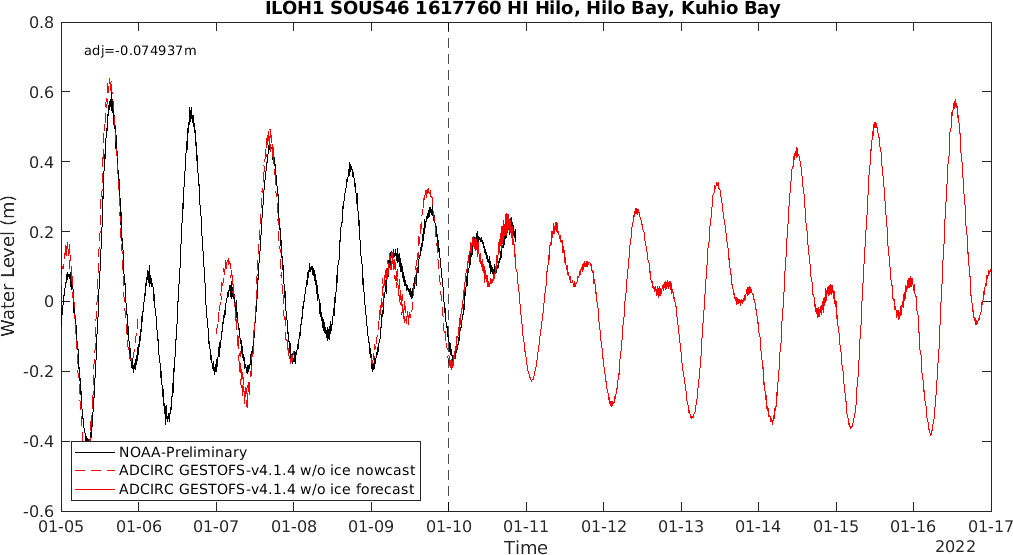 ILOH1 SOUS46 1617760 HI Hilo, Hilo Bay, Kuhio Bay
adj=-0.074937m
Water Level (m)
0.8
0.6
0.4
0.2
0
-0.2
-0.4
-0.6
NOAA-Preliminary
ADCIRC GESTOFS-v4.1.4 w/o ice nowcast
ADCIRC GESTOFS-v4.1.4 w/o ice forecast
01-05 01-06 01-07 01-08 01-09 01-10 01-11 01-12 01-13 01-14 01-15 01-16 01-17
Time
2022